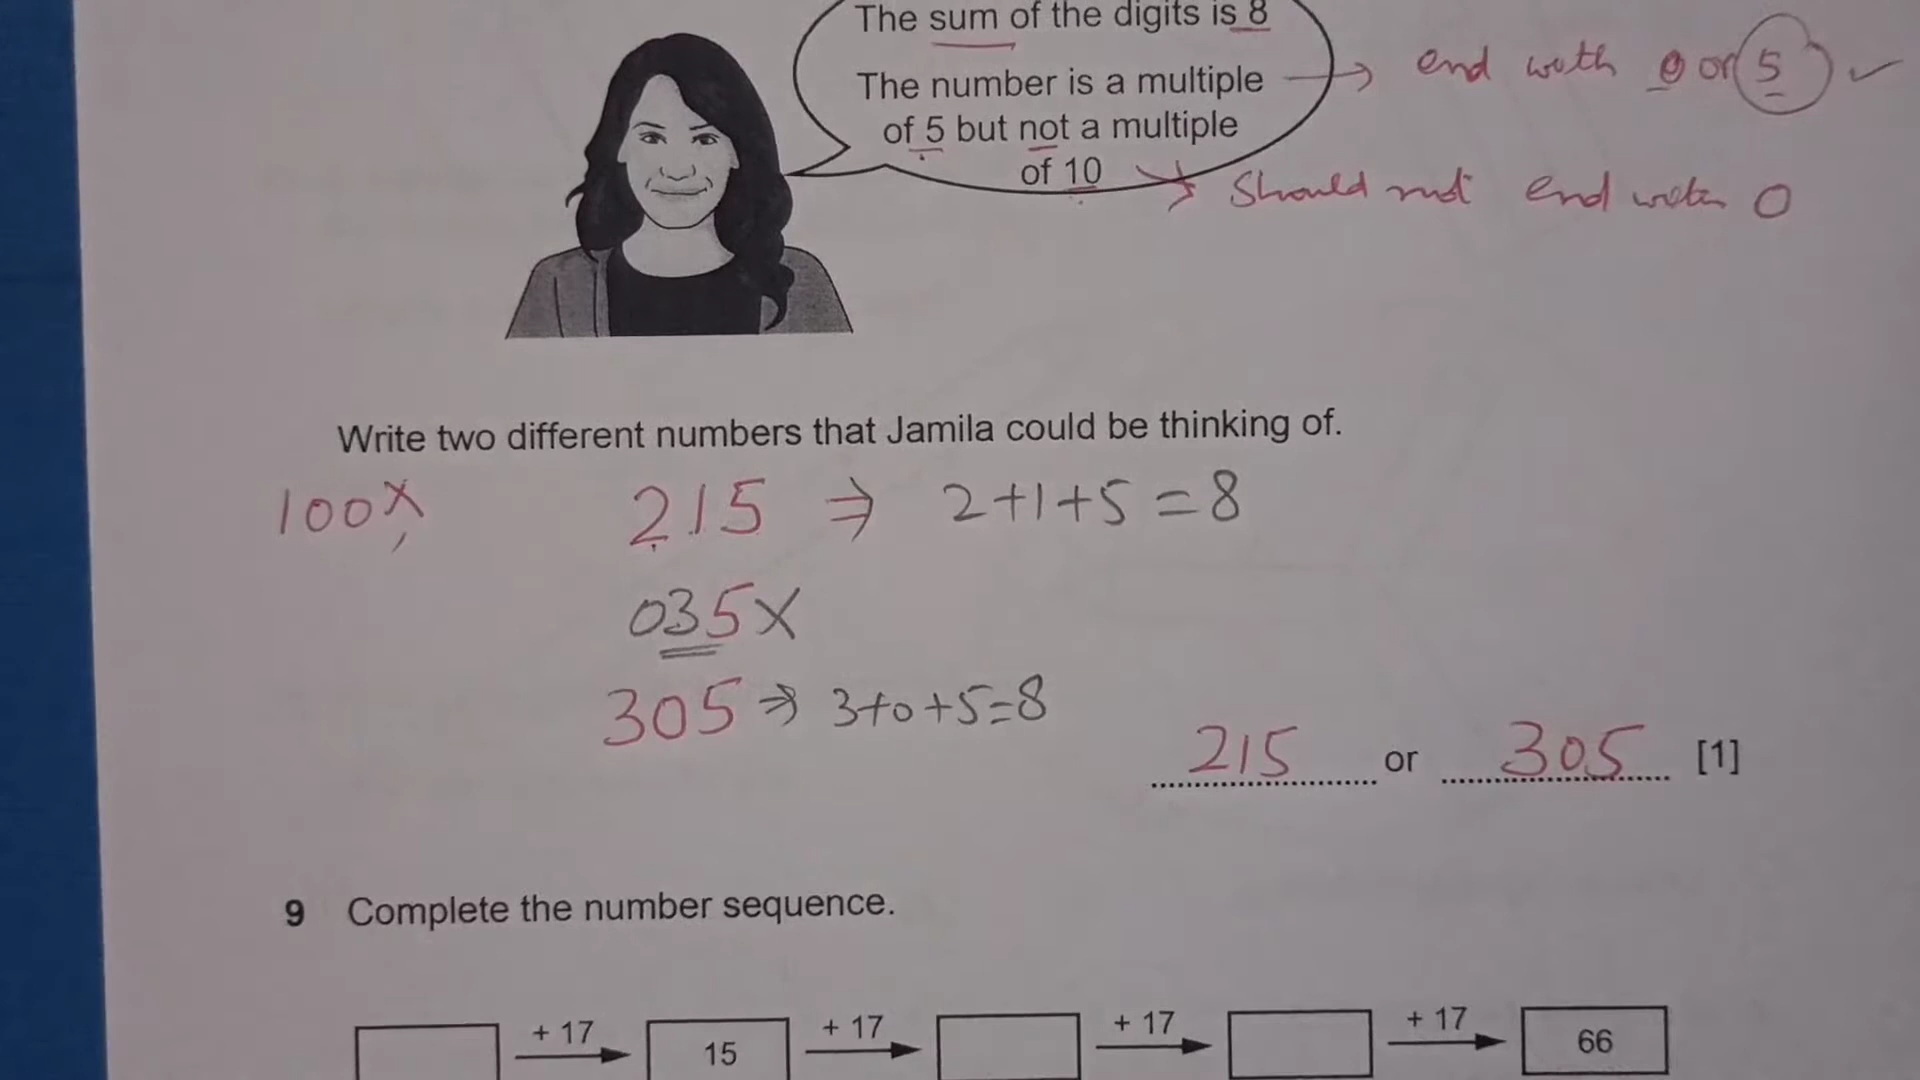 The sum of the digits is 8
The number is a multiple
of 5 but not a multiple
of 10
end with 0 or 5 ✓
Should not end with 0
Write two different numbers that Jamila could be thinking of.
100x
215 ⇒ 2+1+5=8
035x
305 ⇒ 3+0+5=8
215 or 305 [1]
9 Complete the number sequence.
+ 17 + 17 + 17 + 17
15 66